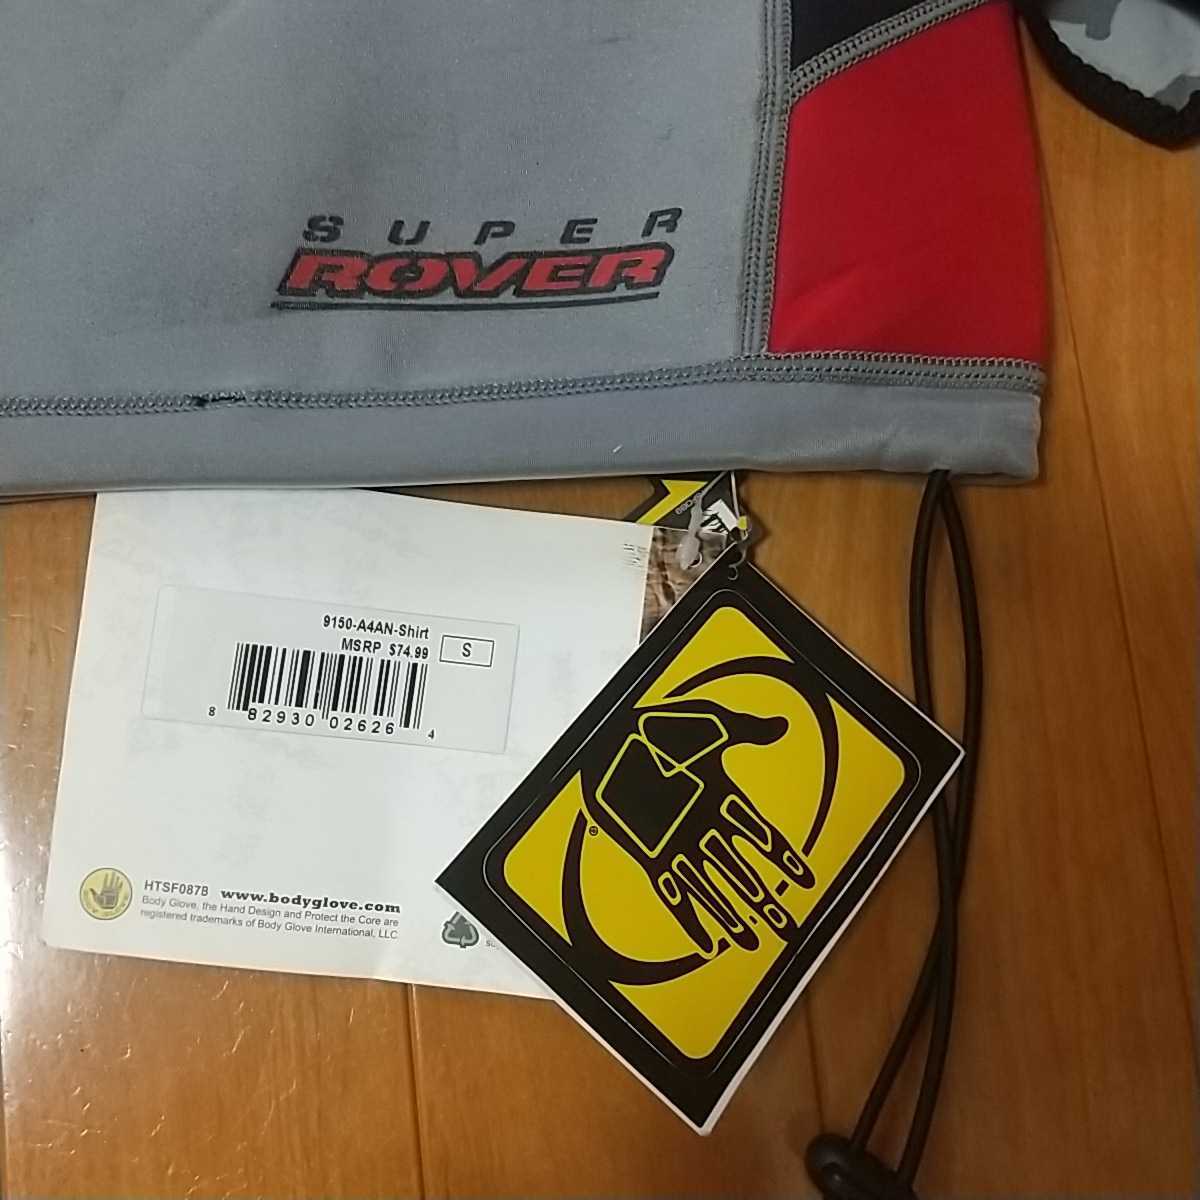 SUPER
ROVER
9150-A4AN-Shirt
MSRP $74.99
S
8 82930 02626 4
HTSF087B www.bodyglove.com
Body Glove, the Hand Design and Protect the Core are
registered trademarks of Body Glove International, LLC.